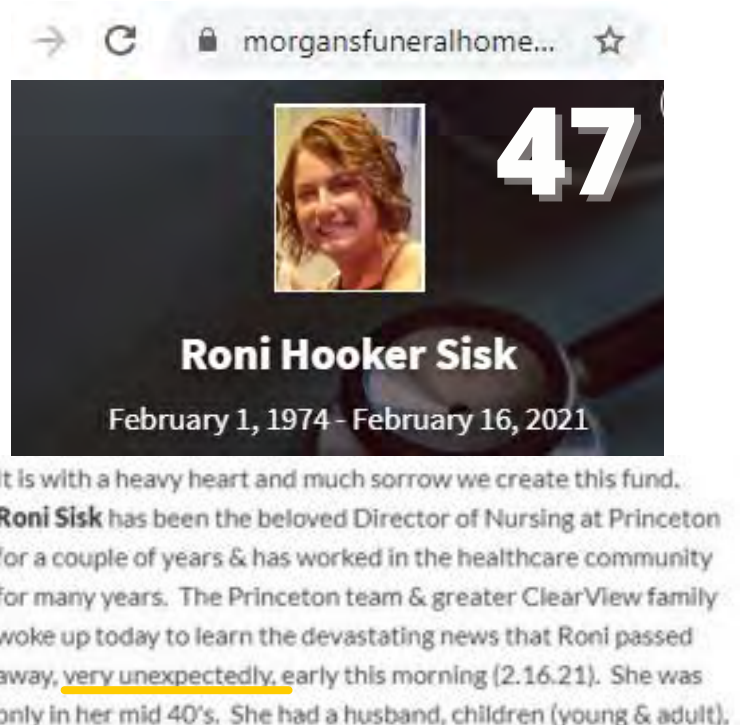 morgansfuneralhome...
47
Roni Hooker Sisk
February 1, 1974 - February 16, 2021
It is with a heavy heart and much sorrow we create this fund.
Roni Sisk has been the beloved Director of Nursing at Princeton
for a couple of years & has worked in the healthcare community
for many years. The Princeton team & greater ClearView family
woke up today to learn the devastating news that Roni passed
away, very unexpectedly, early this morning (2.16.21). She was
only in her mid 40's. She had a husband, children (young & adult),